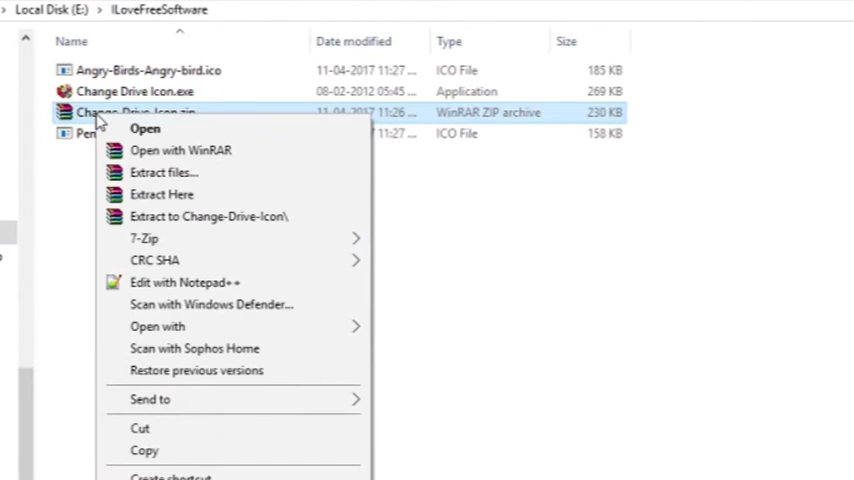 Local Disk (E:) > ILoveFreeSoftware
Name Date modified Type Size
Angry-Birds-Angry-bird.ico 11-04-2017 11:27 ... ICO File 185 KB
Change Drive Icon.exe 08-02-2012 05:45 ... Application 269 KB
Change-Drive-Icon.zip 11-04-2017 11:26 ... WinRAR ZIP archive 230 KB
Pen 11-04-2017 11:27 ... ICO File 158 KB
Open
Open with WinRAR
Extract files...
Extract Here
Extract to Change-Drive-Icon\
7-Zip
CRC SHA
Edit with Notepad++
Scan with Windows Defender...
Open with
Scan with Sophos Home
Restore previous versions
Send to
Cut
Copy
Create shortcut